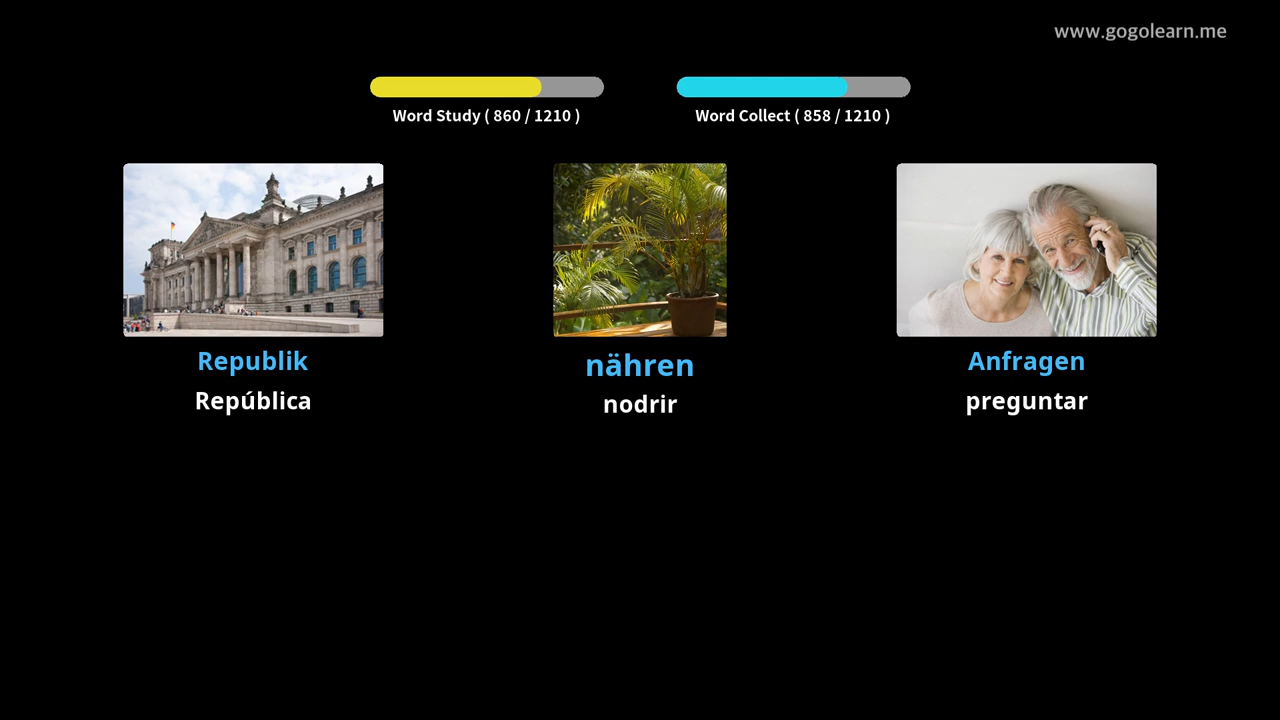 www.gogolearn.me
Word Study ( 860 / 1210 )
Word Collect ( 858 / 1210 )
Republik
República
nähren
nodrir
Anfragen
preguntar